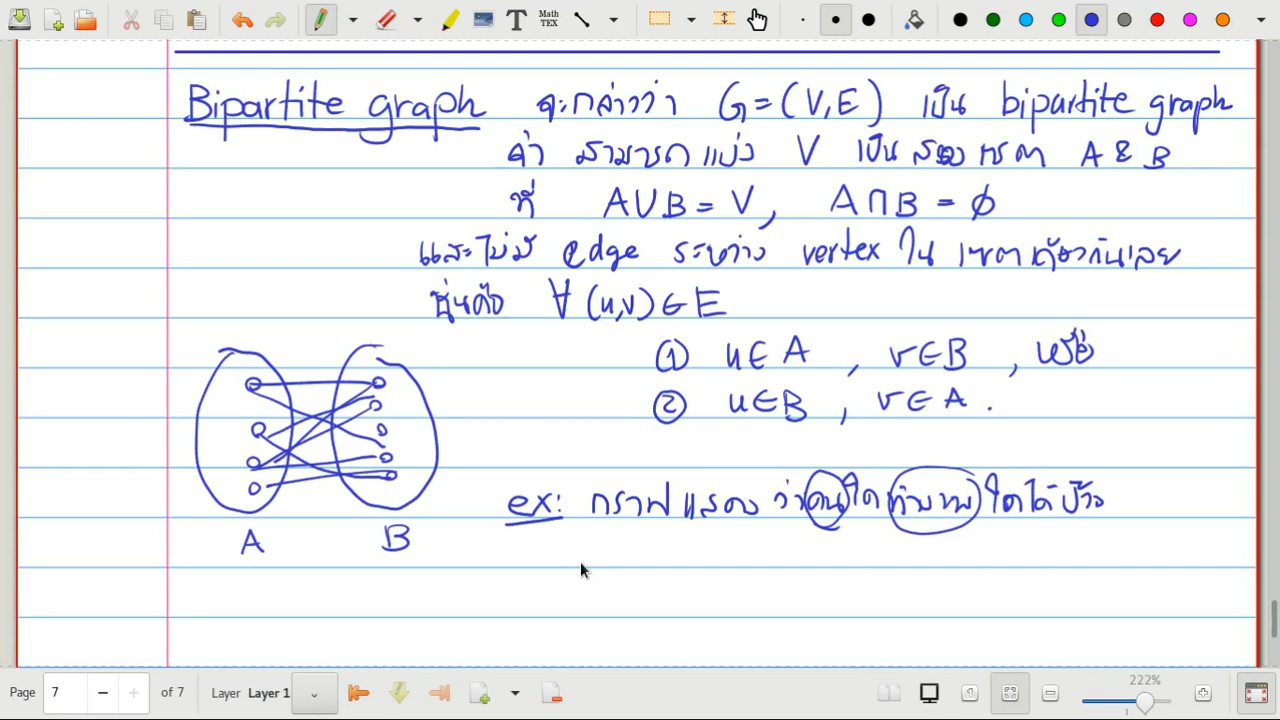 Math TEX
Bipartite graph จะกล่าวว่า G=(V,E) เป็น bipartite graph
ถ้า สามารถแบ่ง V เป็นสองเซต A & B
ที่ A∪B = V, A∩B = ∅
และไม่มี edge ระหว่าง vertex ใน เซตเดียวกันเลย
นั่นคือ ∀(u,v)∈E
① u∈A , v∈B , หรือ
② u∈B , v∈A .
ex: กราฟแสดงว่าคนใดทำงานใดได้บ้าง
A B
Page 7 of 7 Layer Layer 1 222%